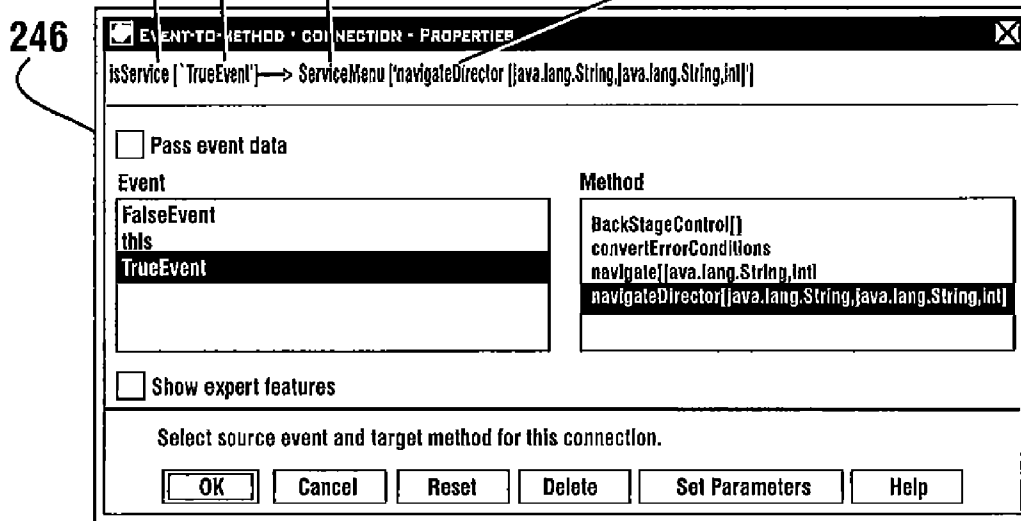 246
EVENT-TO-METHOD · CONNECTION - PROPERTIES
isService [`TrueEvent']—> ServiceMenu ['navigateDirector [[java.lang.String,java.lang.String,int]']
Pass event data
Event
Method
FalseEvent
this
TrueEvent
BackStageControl[]
convertErrorConditions
navigate[[java.lang.String,int]
navigateDirector[java.lang.String,java.lang.String,int]
Show expert features
Select source event and target method for this connection.
OK Cancel Reset Delete Set Parameters Help